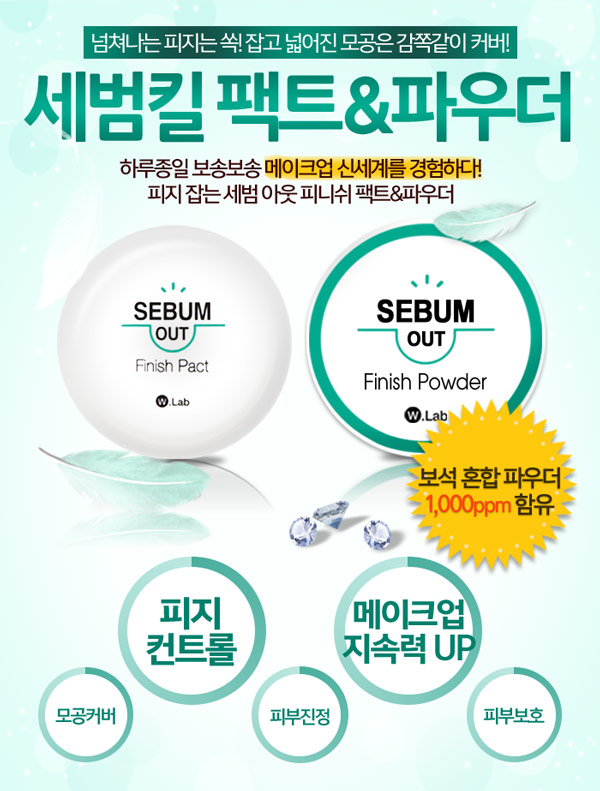 넘쳐나는 피지는 쏙! 잡고 넓어진 모공은 감쪽같이 커버!
세범킬 팩트&파우더
하루종일 보송보송 메이크업 신세계를 경험하다!
피지 잡는 세범 아웃 피니쉬 팩트&파우더
SEBUM
OUT
Finish Pact
W.Lab
SEBUM
OUT
Finish Powder
W.Lab
보석 혼합 파우더
1,000ppm 함유
피지
컨트롤
메이크업
지속력 UP
모공커버
피부진정
피부보호